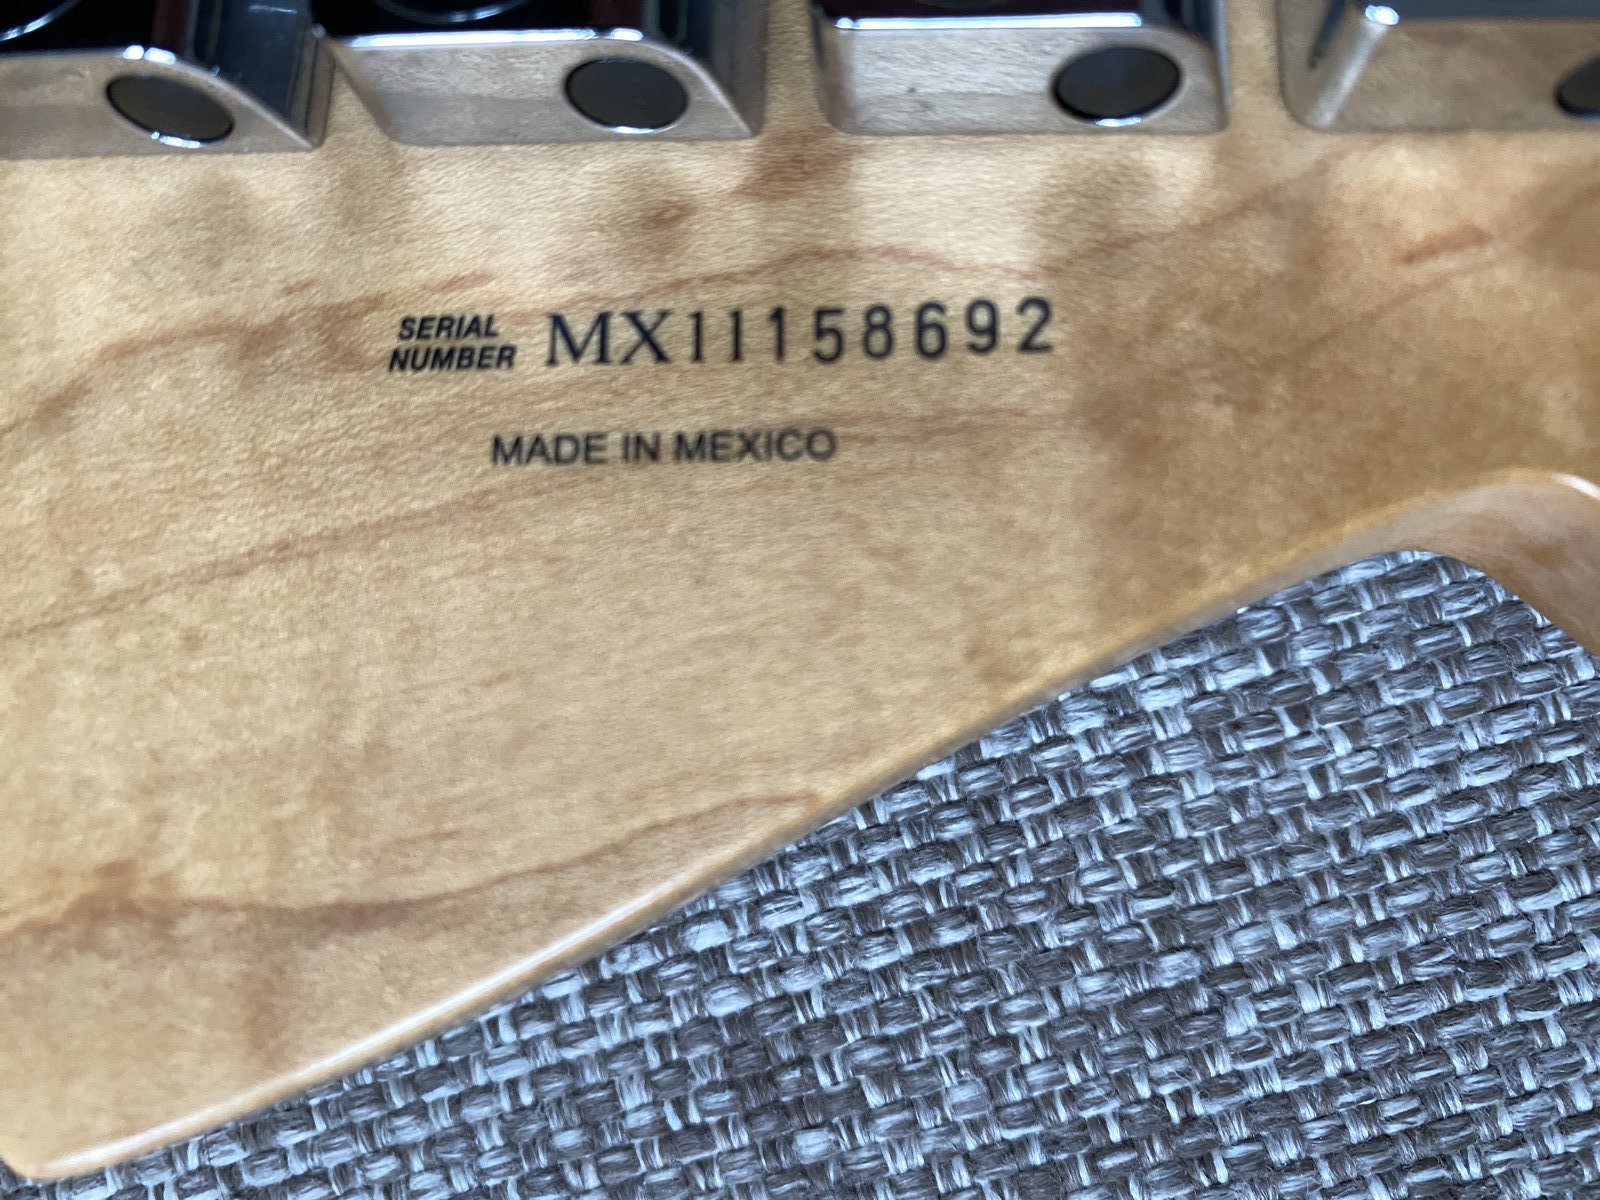 SERIAL
NUMBER MX11158692
MADE IN MEXICO